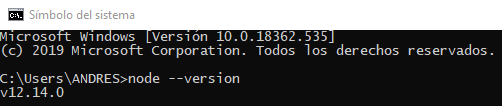 Símbolo del sistema
Microsoft Windows [Versión 10.0.18362.535]
(c) 2019 Microsoft Corporation. Todos los derechos reservados.
C:\Users\ANDRES>node --version
v12.14.0